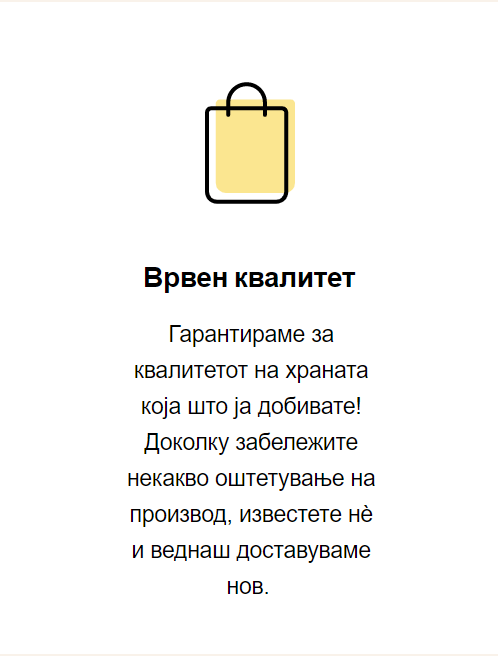 Врвен квалитет
Гарантираме за
квалитетот на храната
која што ја добивате!
Доколку забележите
некакво оштетување на
производ, известете нѐ
и веднаш доставуваме
нов.